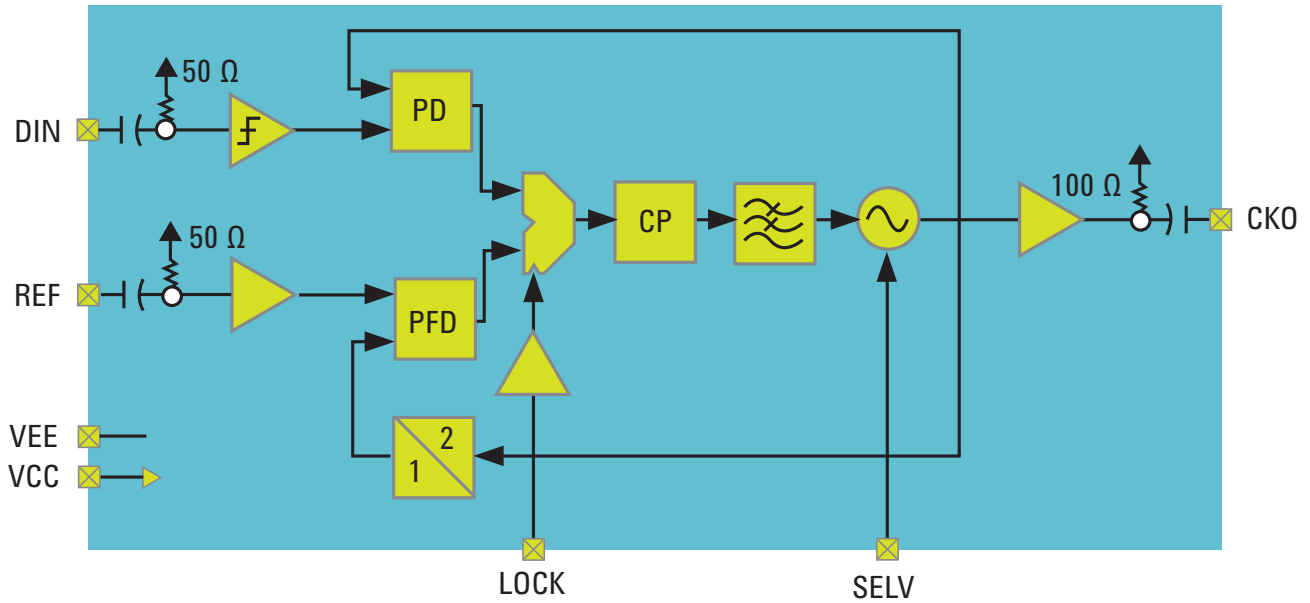 50 Ω
PD
DIN
100 Ω
CP
CKO
50 Ω
REF
PFD
VEE
2
1
VCC
LOCK
SELV